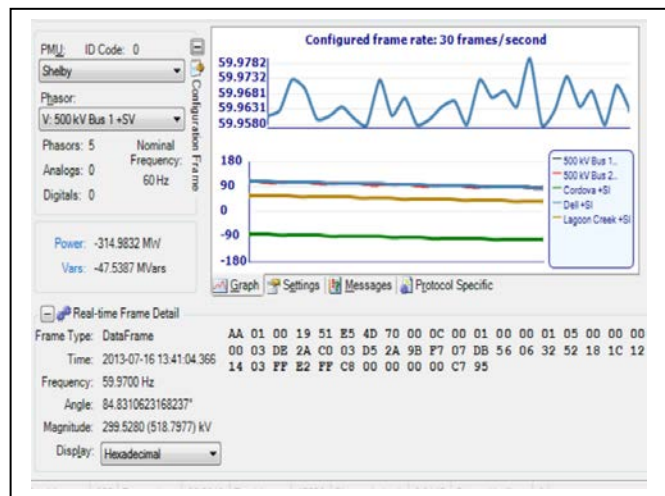 PMU: ID Code: 0
Shelby
Phasor:
V: 500 kV Bus 1 +SV
Phasors: 5
Analogs: 0
Digitals: 0
Nominal
Frequency:
60 Hz
Configuration Frame
Power: -314.9832 MW
Vars: -47.5387 MVars
Configured frame rate: 30 frames/second
59.9782
59.9732
59.9681
59.9631
59.9580
180
90
0
-90
-180
500 kV Bus 1..
500 kV Bus 2..
Cordova +SI
Dell +SI
Lagoon Creek +SI
Graph Settings Messages Protocol Specific
Real-time Frame Detail
Frame Type: DataFrame
Time: 2013-07-16 13:41:04.366
Frequency: 59.9700 Hz
Angle: 84.8310623168237°
Magnitude: 299.5280 (518.7977) kV
Display: Hexadecimal
AA 01 00 19 51 E5 4D 70 00 0C 00 01 00 00 01 05 00 00 00
00 03 DE 2A C0 03 D5 2A 9B F7 07 DB 56 06 32 52 18 1C 12
14 03 FF E2 FF C8 00 00 00 00 C7 95